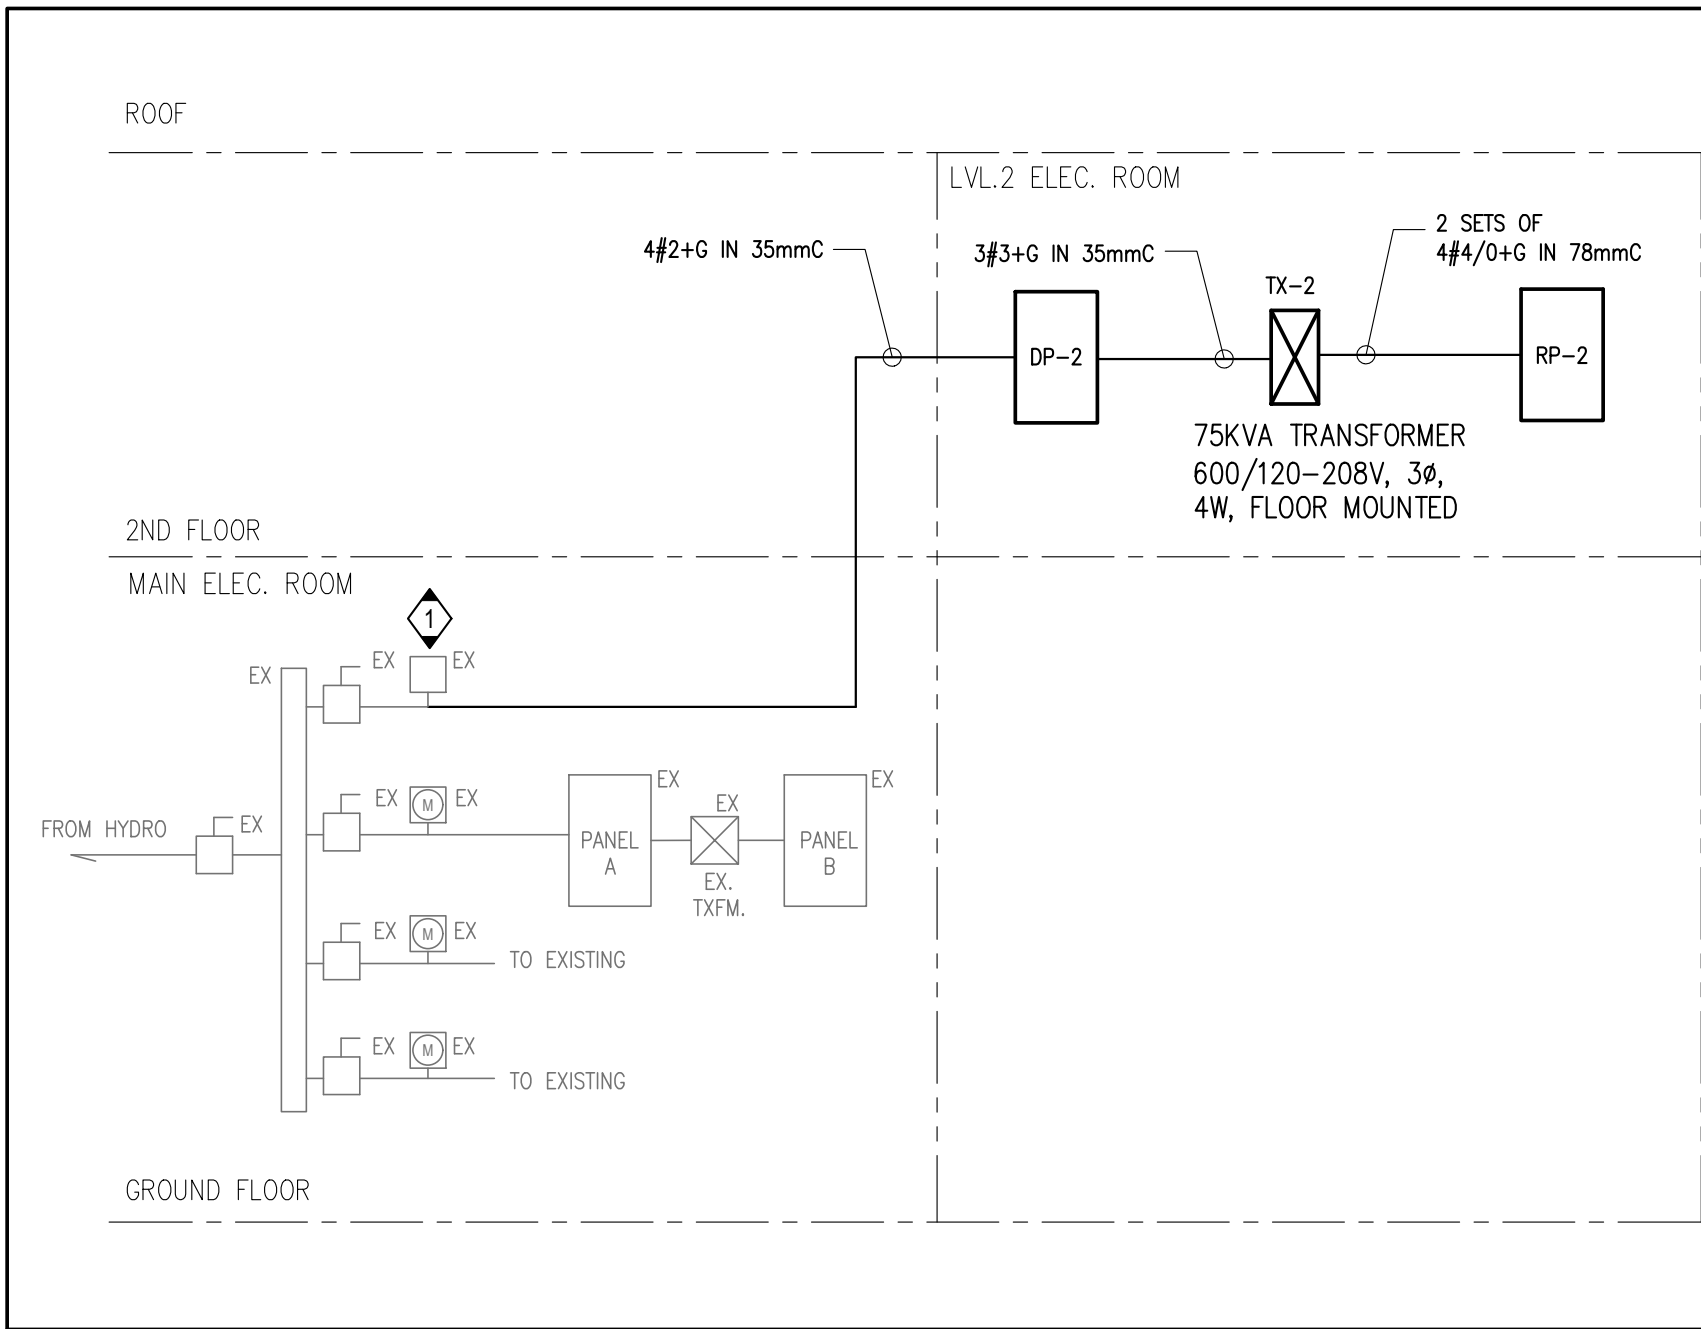 ROOF
LVL.2 ELEC. ROOM
4#2+G IN 35mmC
3#3+G IN 35mmC
2 SETS OF
4#4/0+G IN 78mmC
TX-2
DP-2
RP-2
75KVA TRANSFORMER
600/120-208V, 3ø,
4W, FLOOR MOUNTED
2ND FLOOR
MAIN ELEC. ROOM
1
EX
EX
EX
EX
M
EX
EX
EX
EX
FROM HYDRO
EX
PANEL
A
PANEL
B
EX.
TXFM.
EX
M
EX
TO EXISTING
EX
M
EX
TO EXISTING
GROUND FLOOR